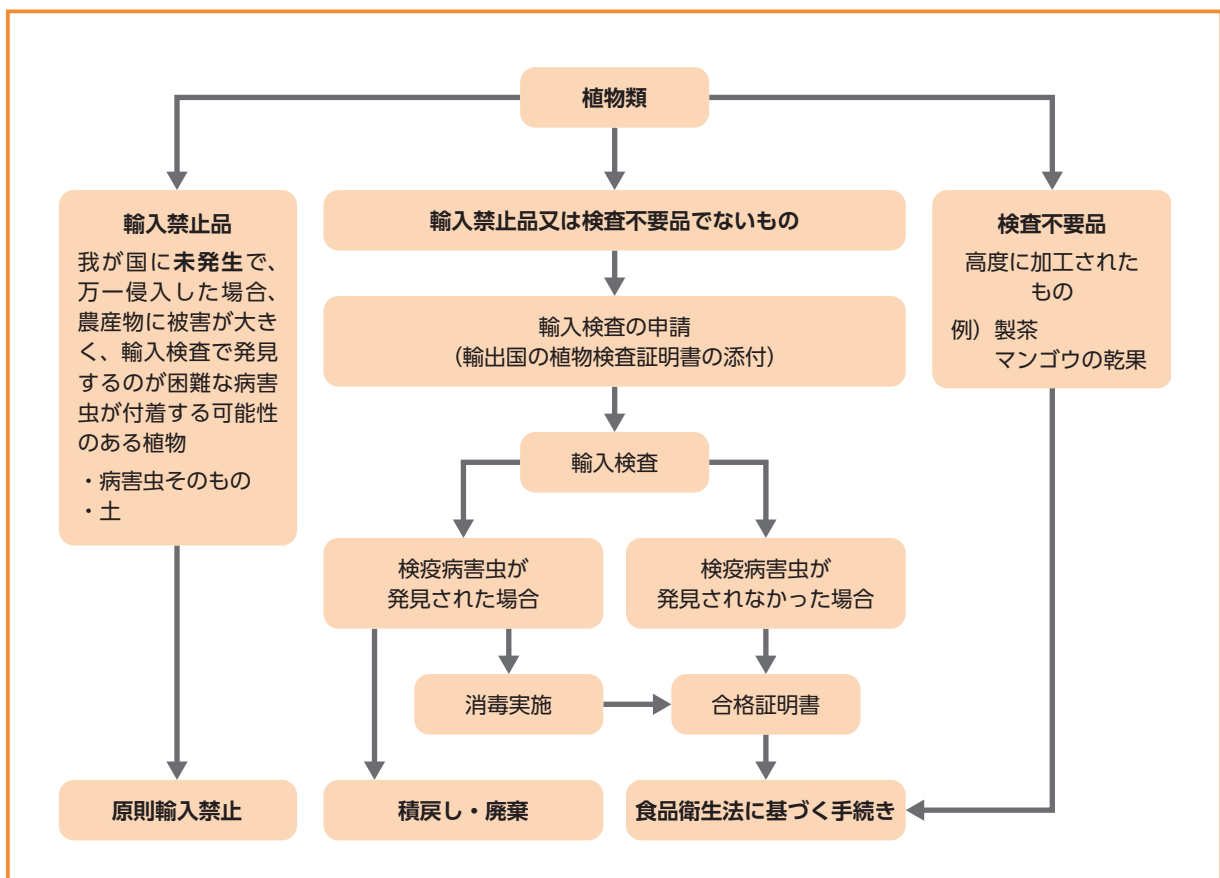 植物類
輸入禁止品
我が国に未発生で、
万一侵入した場合、
農産物に被害が大き
く、輸入検査で発見
するのが困難な病害
虫が付着する可能性
のある植物
・病害虫そのもの
・土
輸入禁止品又は検査不要品でないもの
検査不要品
高度に加工された
もの
例）製茶
マンゴウの乾果
輸入検査の申請
（輸出国の植物検査証明書の添付）
輸入検査
検疫病害虫が
発見された場合
検疫病害虫が
発見されなかった場合
消毒実施
合格証明書
原則輸入禁止
積戻し・廃棄
食品衛生法に基づく手続き